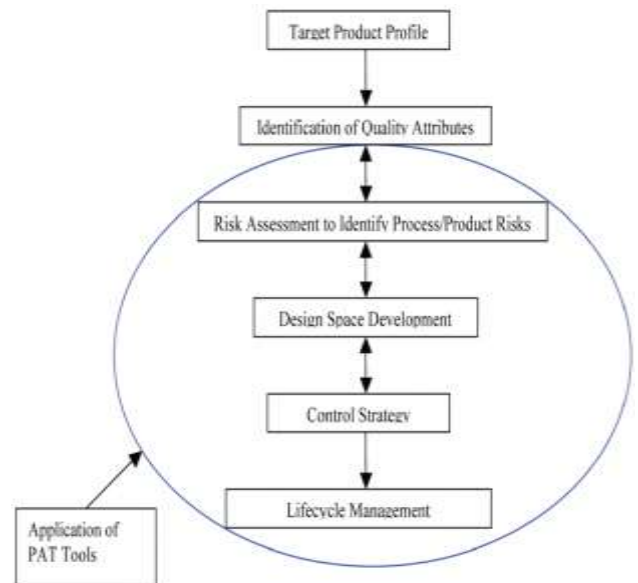 Target Product Profile
Identification of Quality Attributes
Risk Assessment to Identify Process/Product Risks
Design Space Development
Control Strategy
Lifecycle Management
Application of
PAT Tools